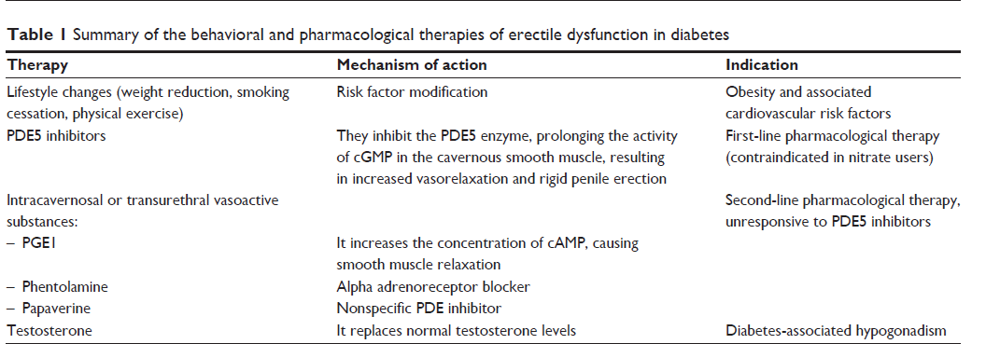 Table 1 Summary of the behavioral and pharmacological therapies of erectile dysfunction in diabetes
Therapy Mechanism of action Indication
Lifestyle changes (weight reduction, smoking Risk factor modification Obesity and associated
cessation, physical exercise) cardiovascular risk factors
PDE5 inhibitors They inhibit the PDE5 enzyme, prolonging the activity First-line pharmacological therapy
of cGMP in the cavernous smooth muscle, resulting (contraindicated in nitrate users)
in increased vasorelaxation and rigid penile erection
Intracavernosal or transurethral vasoactive Second-line pharmacological therapy,
substances: unresponsive to PDE5 inhibitors
– PGE1 It increases the concentration of cAMP, causing
smooth muscle relaxation
– Phentolamine Alpha adrenoreceptor blocker
– Papaverine Nonspecific PDE inhibitor
Testosterone It replaces normal testosterone levels Diabetes-associated hypogonadism